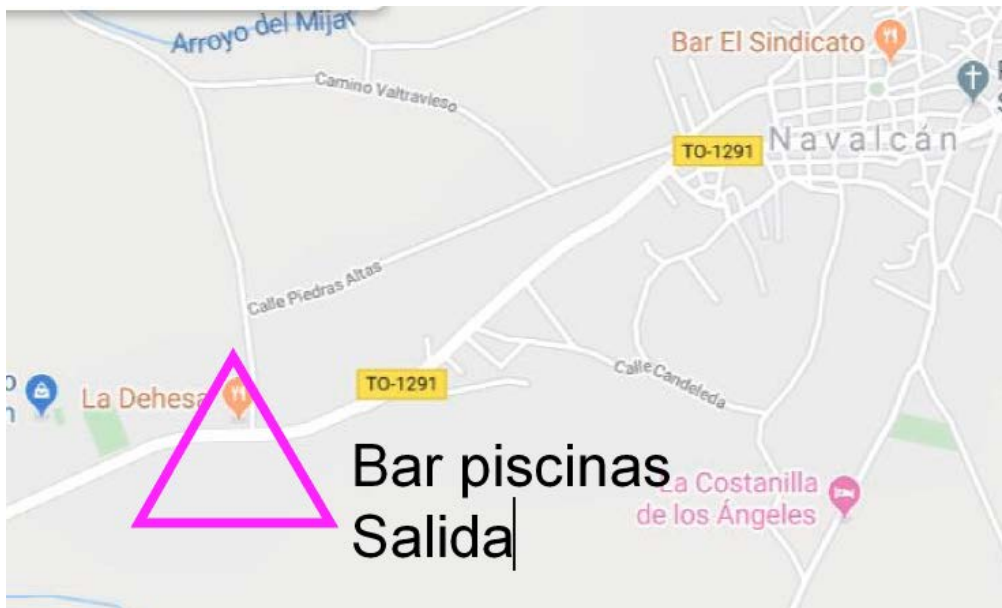 Arroyo del Mijar
Bar El Sindicato
Camino Valtravieso
TO-1291
Navalcán
Calle Piedras Altas
TO-1291
Calle Candeleda
La Dehesa
Bar piscinas
Salida
La Costanilla
de los Ángeles